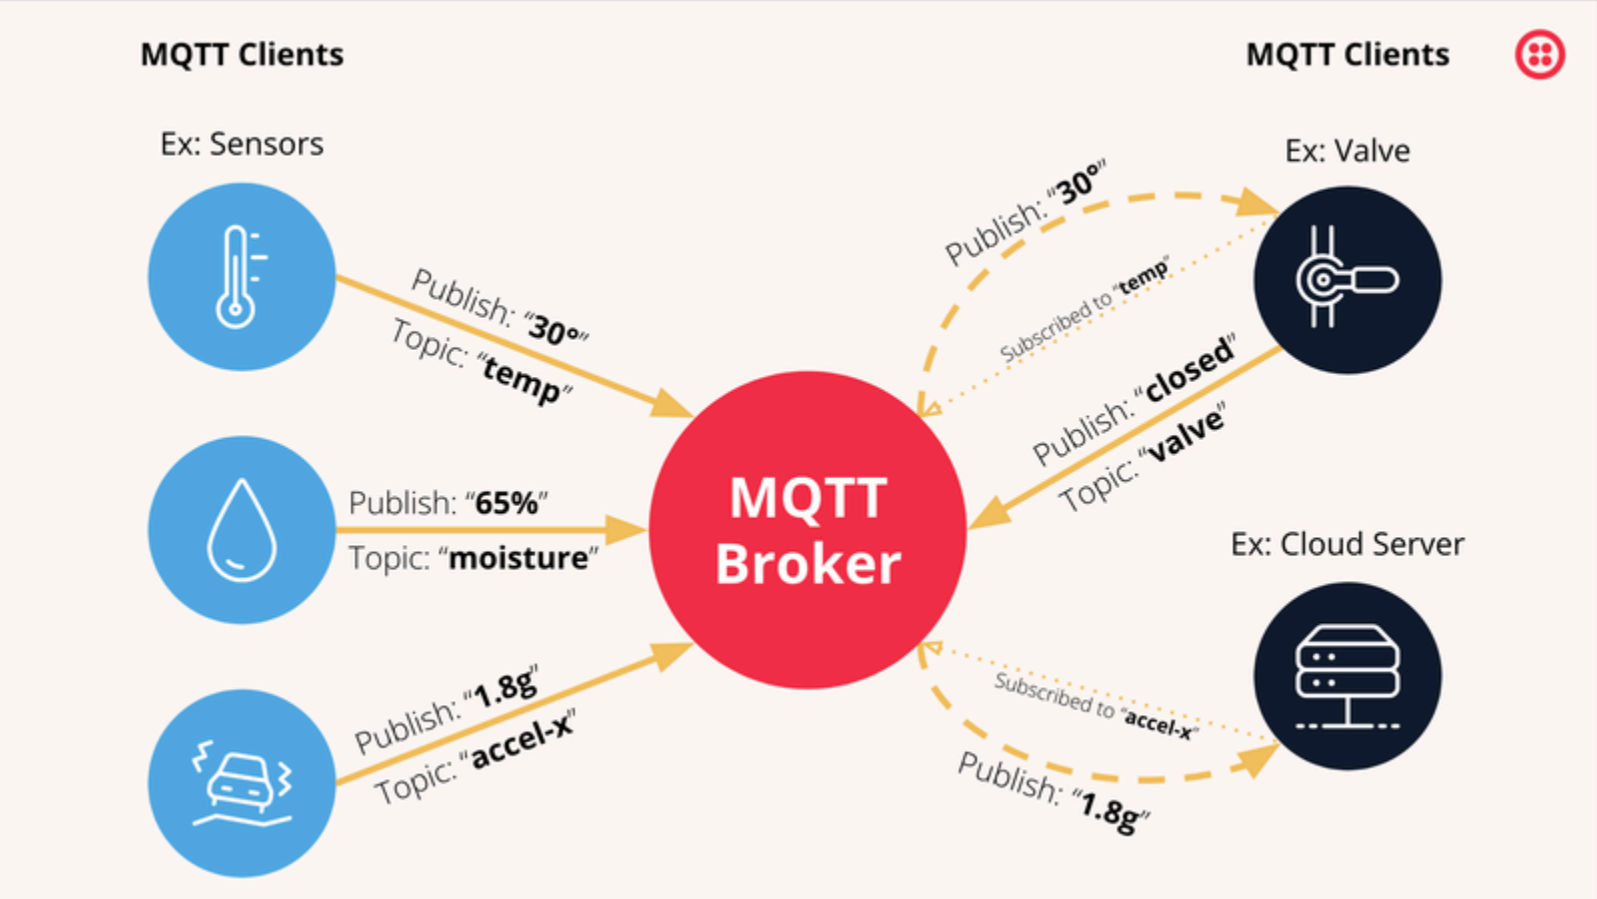 MQTT Clients
MQTT Clients
Ex: Sensors
Ex: Valve
Publish: “30°”
Topic: “temp”
Publish: “30°”
Subscribed to “temp”
Publish: “closed”
Topic: “valve”
Publish: “65%”
Topic: “moisture”
MQTT
Broker
Ex: Cloud Server
Publish: “1.8g”
Topic: “accel-x”
Subscribed to “accel-x”
Publish: “1.8g”